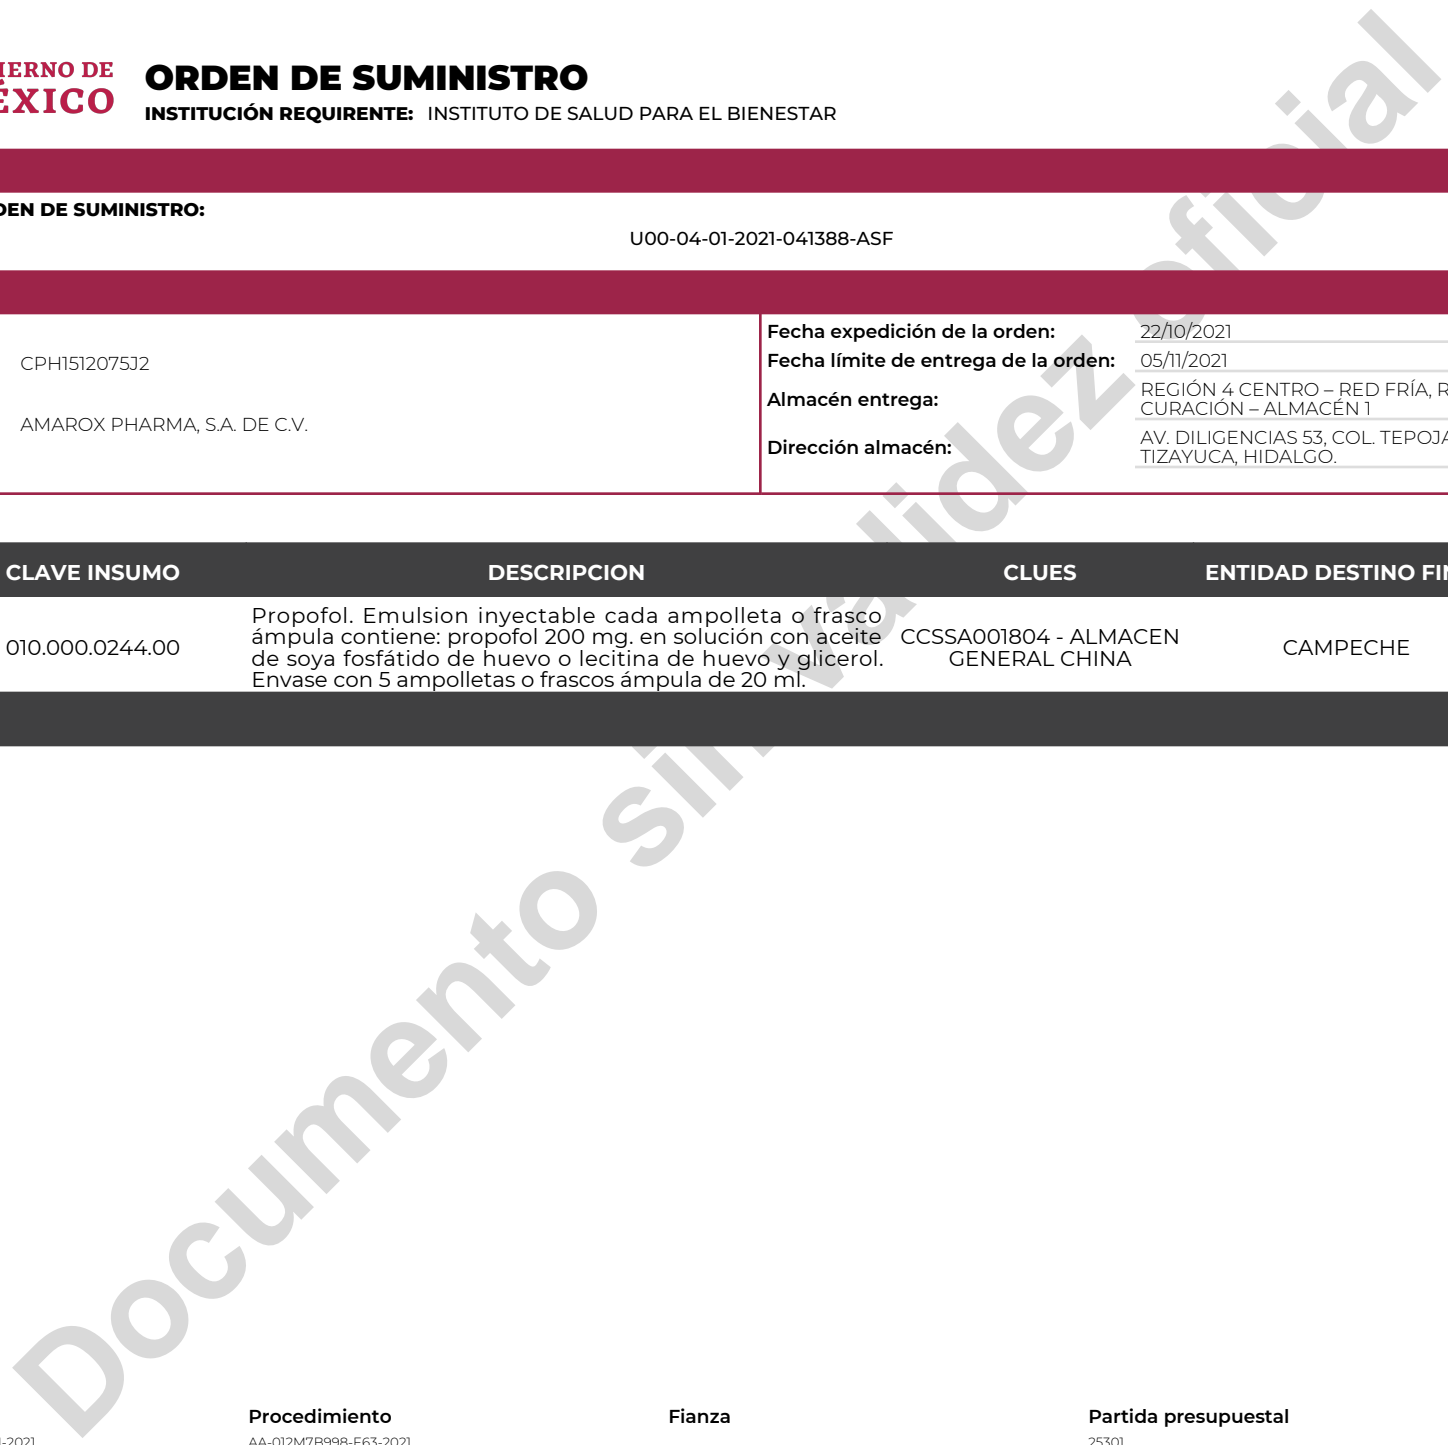 ORDEN DE SUMINISTRO
INSTITUCIÓN REQUIRENTE: INSTITUTO DE SALUD PARA EL BIENESTAR
DE SUMINISTRO:
U00-04-01-2021-041388-ASF
CPH1512075J2
AMAROX PHARMA, S.A. DE C.V.
Fecha expedición de la orden: 22/10/2021
Fecha límite de entrega de la orden: 05/11/2021
Almacén entrega: REGIÓN 4 CENTRO – RED FRÍA,
CURACIÓN – ALMACÉN 1
Dirección almacén: AV. DILIGENCIAS 53, COL.
TIZAYUCA, HIDALGO.
CLAVE INSUMO DESCRIPCION CLUES ENTIDAD DESTINO
010.000.0244.00
Propofol. Emulsion inyectable cada ampolleta o frasco
ámpula contiene: propofol 200 mg. en solución con aceite
de soya fosfátido de huevo o lecitina de huevo y glicerol.
Envase con 5 ampolletas o frascos ámpula de 20 ml.
CCSSA001804 - ALMACEN
GENERAL CHINA
CAMPECHE
Documento sin validez oficial
Procedimiento Fianza Partida presupuestal
AA-012M7B998-E63-2021 25301